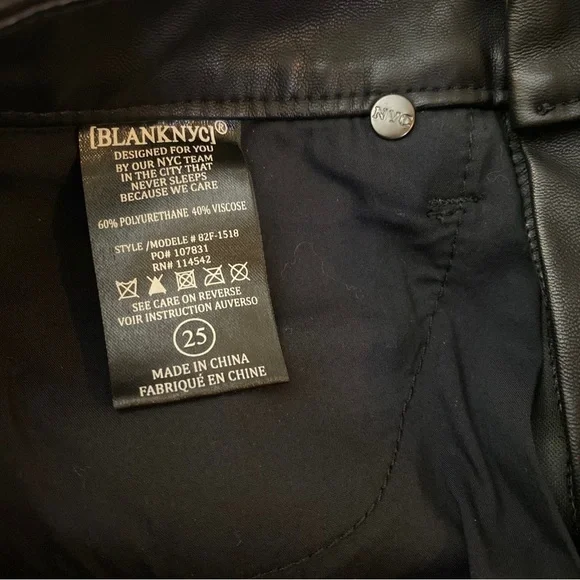 [BLANKNYC]®
DESIGNED FOR YOU
BY OUR NYC TEAM
IN THE CITY THAT
NEVER SLEEPS
BECAUSE WE CARE
60% POLYURETHANE 40% VISCOSE
STYLE /MODELE # 82F-1518
PO# 107831
RN# 114542
SEE CARE ON REVERSE
VOIR INSTRUCTION AUVERSO
25
MADE IN CHINA
FABRIQUÉ EN CHINE
NYC